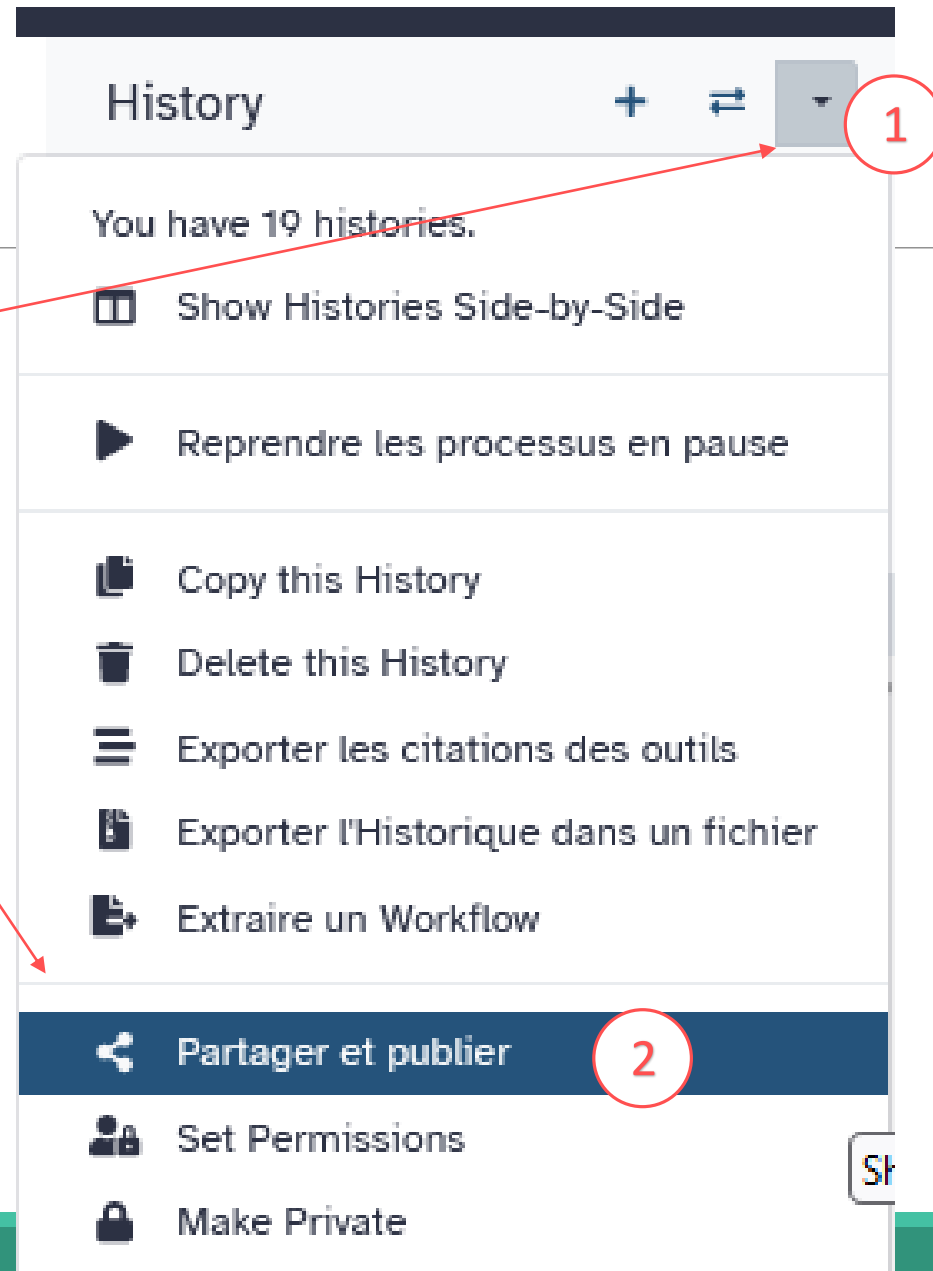 History
1
You have 19 histories.
Show Histories Side-by-Side
Reprendre les processus en pause
Copy this History
Delete this History
Exporter les citations des outils
Exporter l'Historique dans un fichier
Extraire un Workflow
Partager et publier
2
Set Permissions
Sh
Make Private